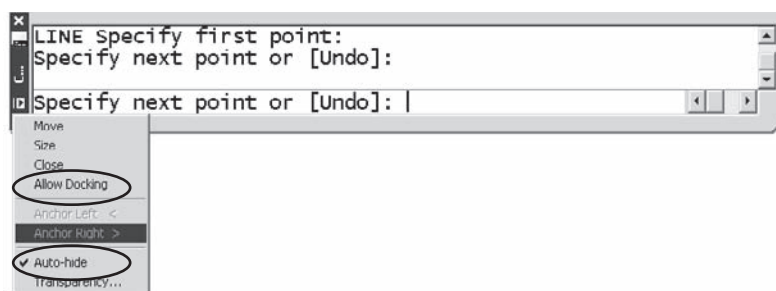 LINE Specify first point:
Specify next point or [Undo]:
Specify next point or [Undo]:
Move
Size
Close
Allow Docking
Anchor Left <
Anchor Right >
Auto-hide
Transparency...